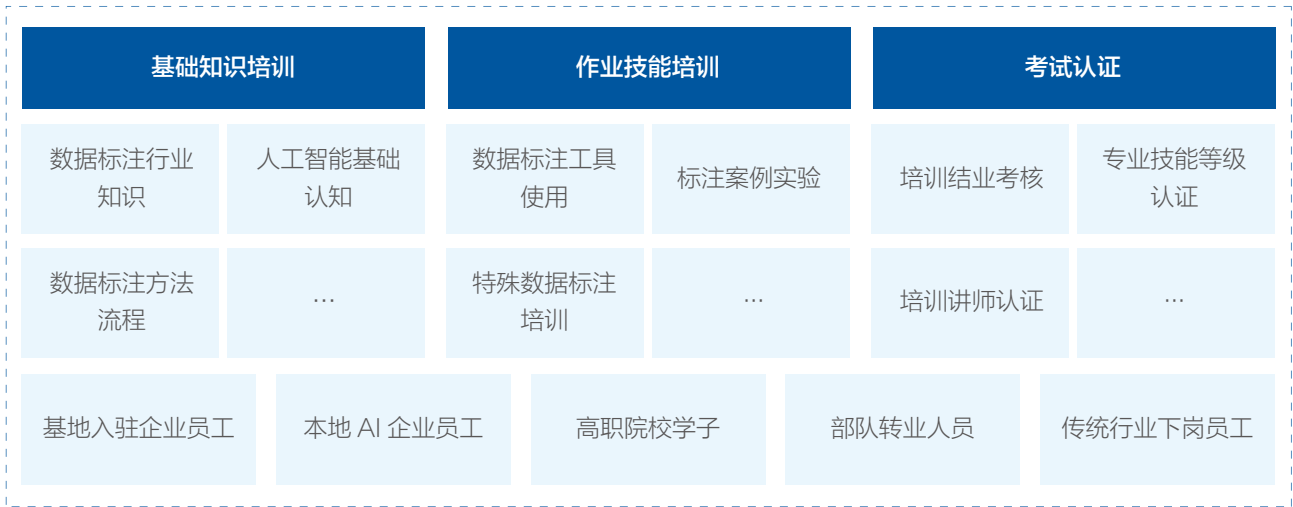 基础知识培训
作业技能培训
考试认证
数据标注行业
知识
人工智能基础
认知
数据标注工具
使用
标注案例实验
培训结业考核
专业技能等级
认证
数据标注方法
流程
…
特殊数据标注
培训
…
培训讲师认证
…
基地入驻企业员工
本地 AI 企业员工
高职院校学子
部队转业人员
传统行业下岗员工